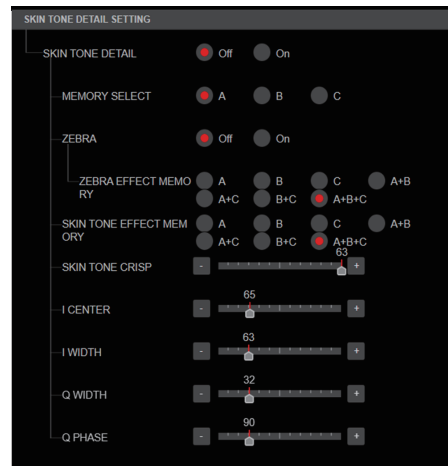 SKIN TONE DETAIL SETTING
SKIN TONE DETAIL Off On
MEMORY SELECT A B C
ZEBRA Off On
ZEBRA EFFECT MEMO A B C A+B
RY A+C B+C A+B+C
SKIN TONE EFFECT MEM A B C A+B
ORY A+C B+C A+B+C
63
SKIN TONE CRISP - +
65
I CENTER - +
63
I WIDTH - +
32
Q WIDTH - +
90
Q PHASE - +